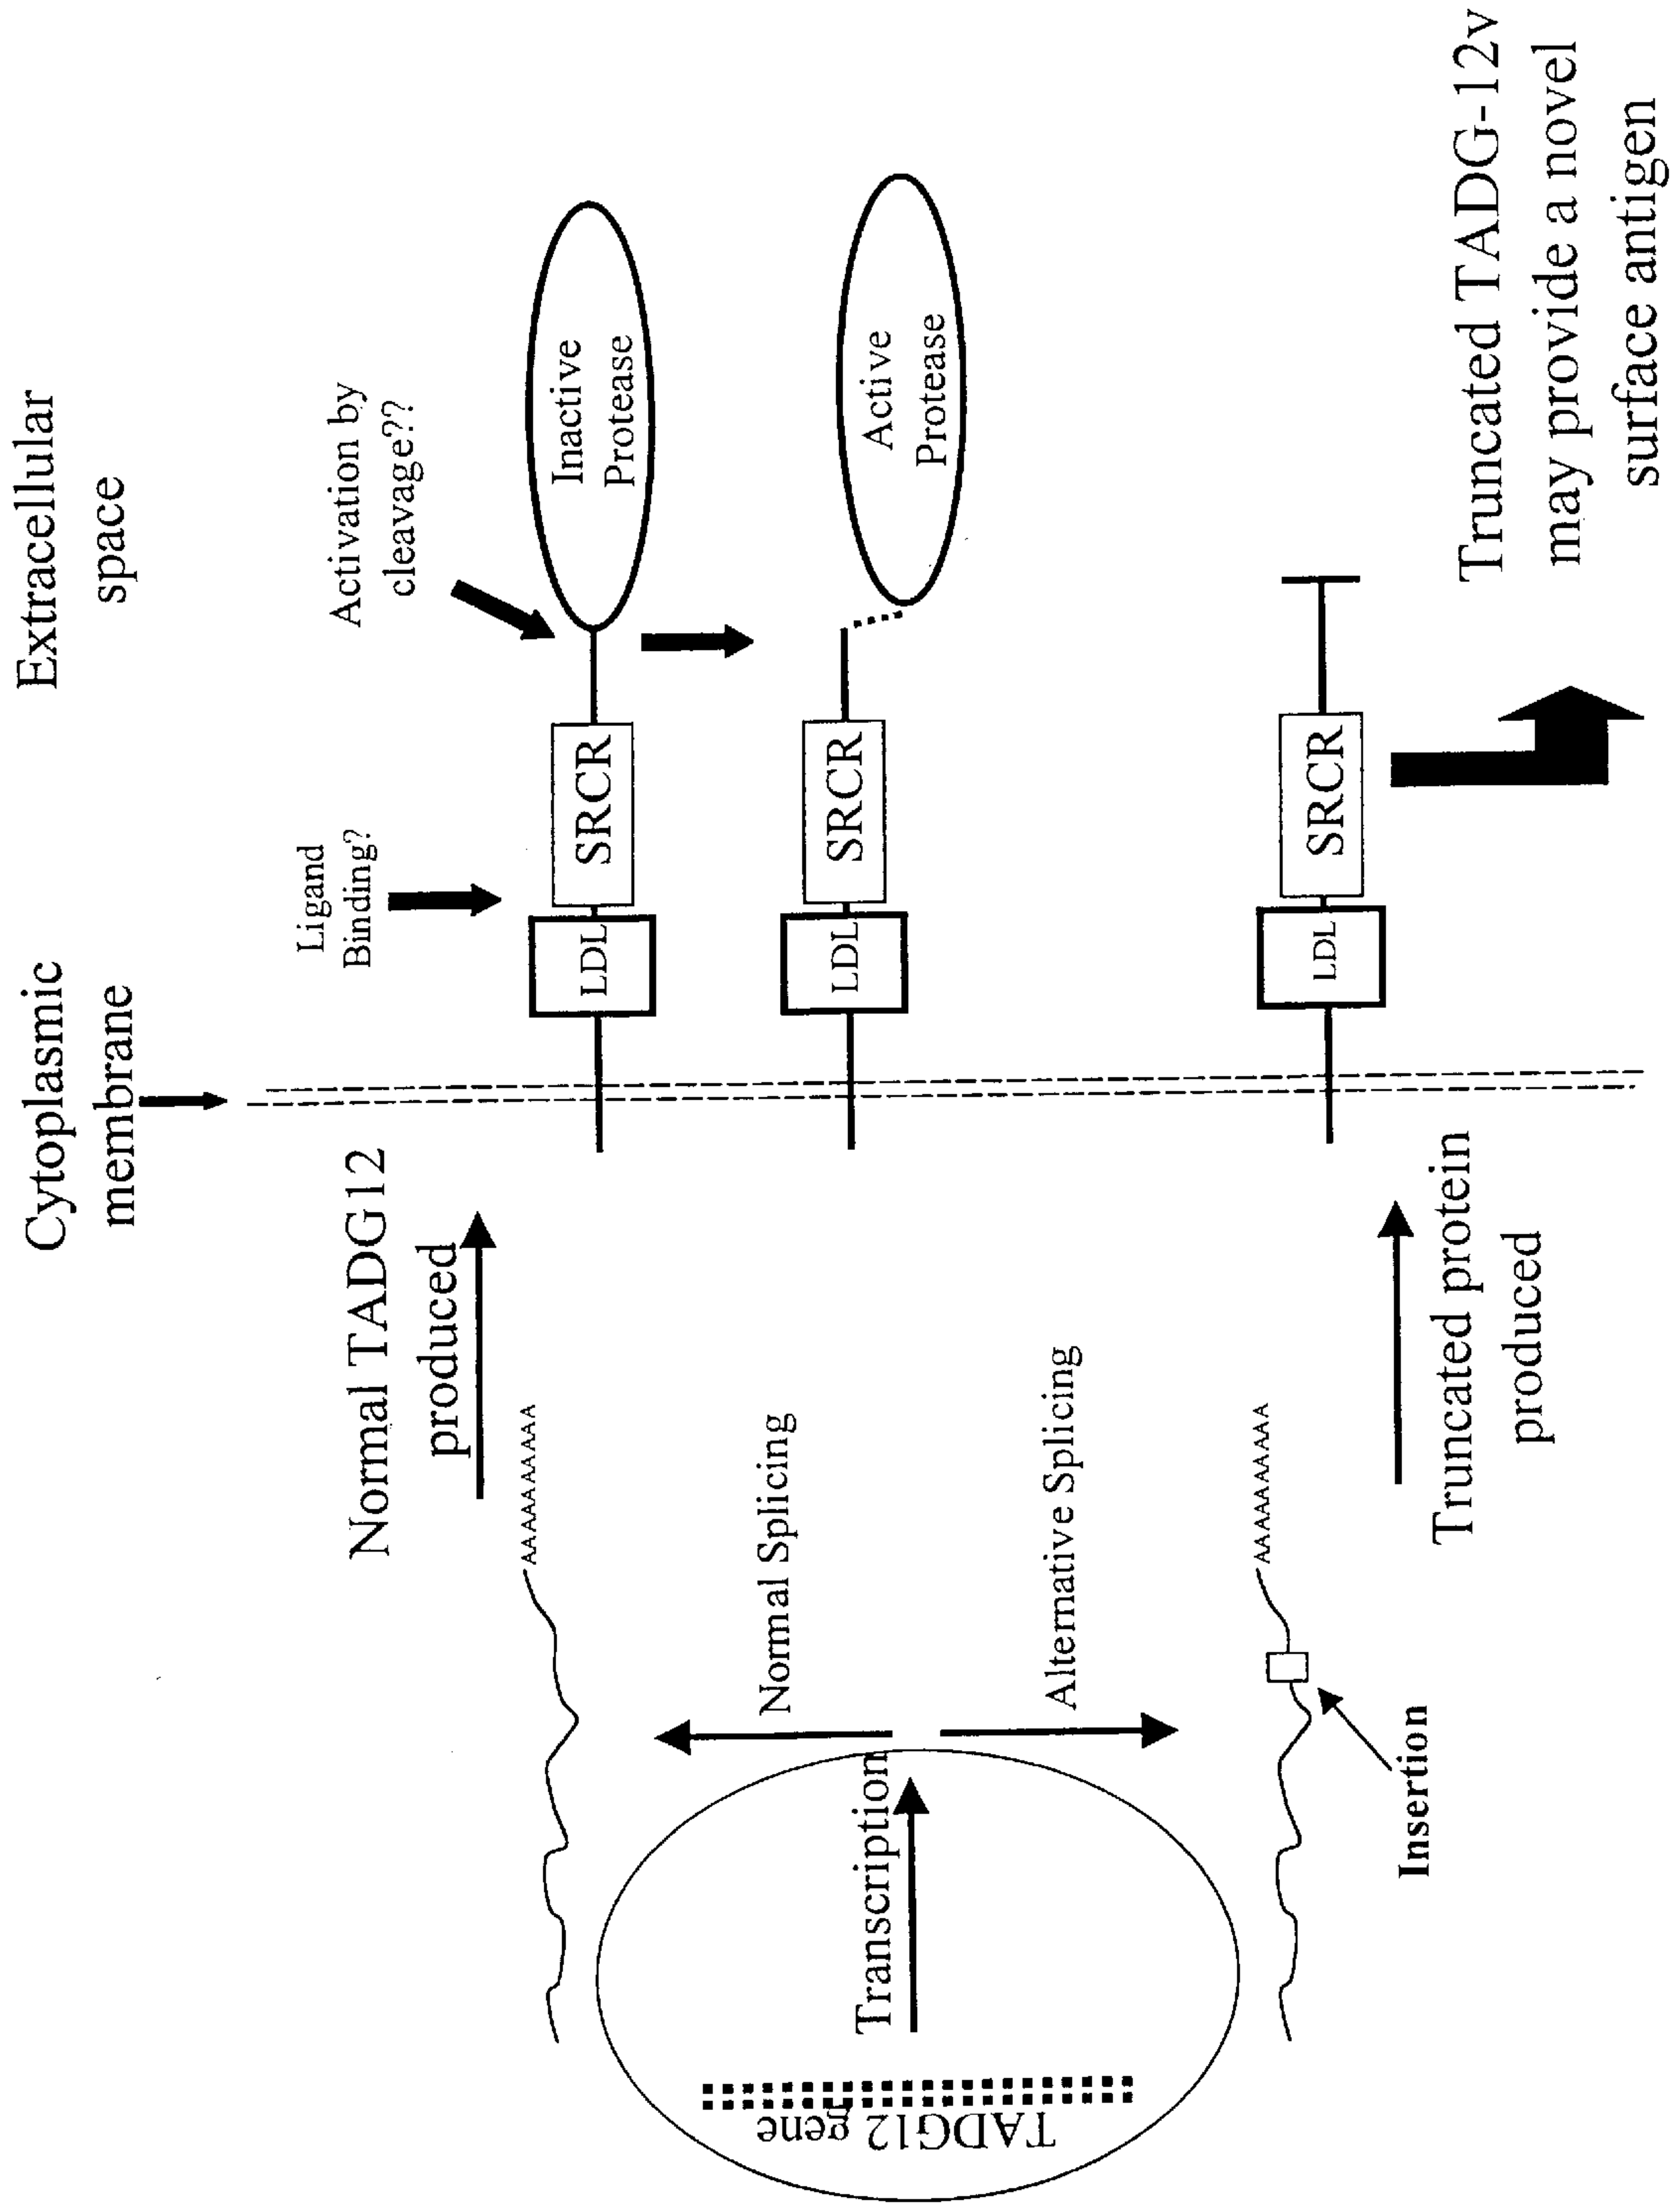 Cytoplasmic
membrane
Extracellular
space
Normal TADG12
produced
Ligand
Binding?
Activation by
cleavage??
AAAAAAAAA
LDL
SRCR
Inactive
Protease
Normal Splicing
LDL
SRCR
Active
Protease
TADG12 gene
Transcription
Alternative Splicing
AAAAAAAAA
LDL
SRCR
Insertion
Truncated protein
produced
Truncated TADG-12v
may provide a novel
surface antigen